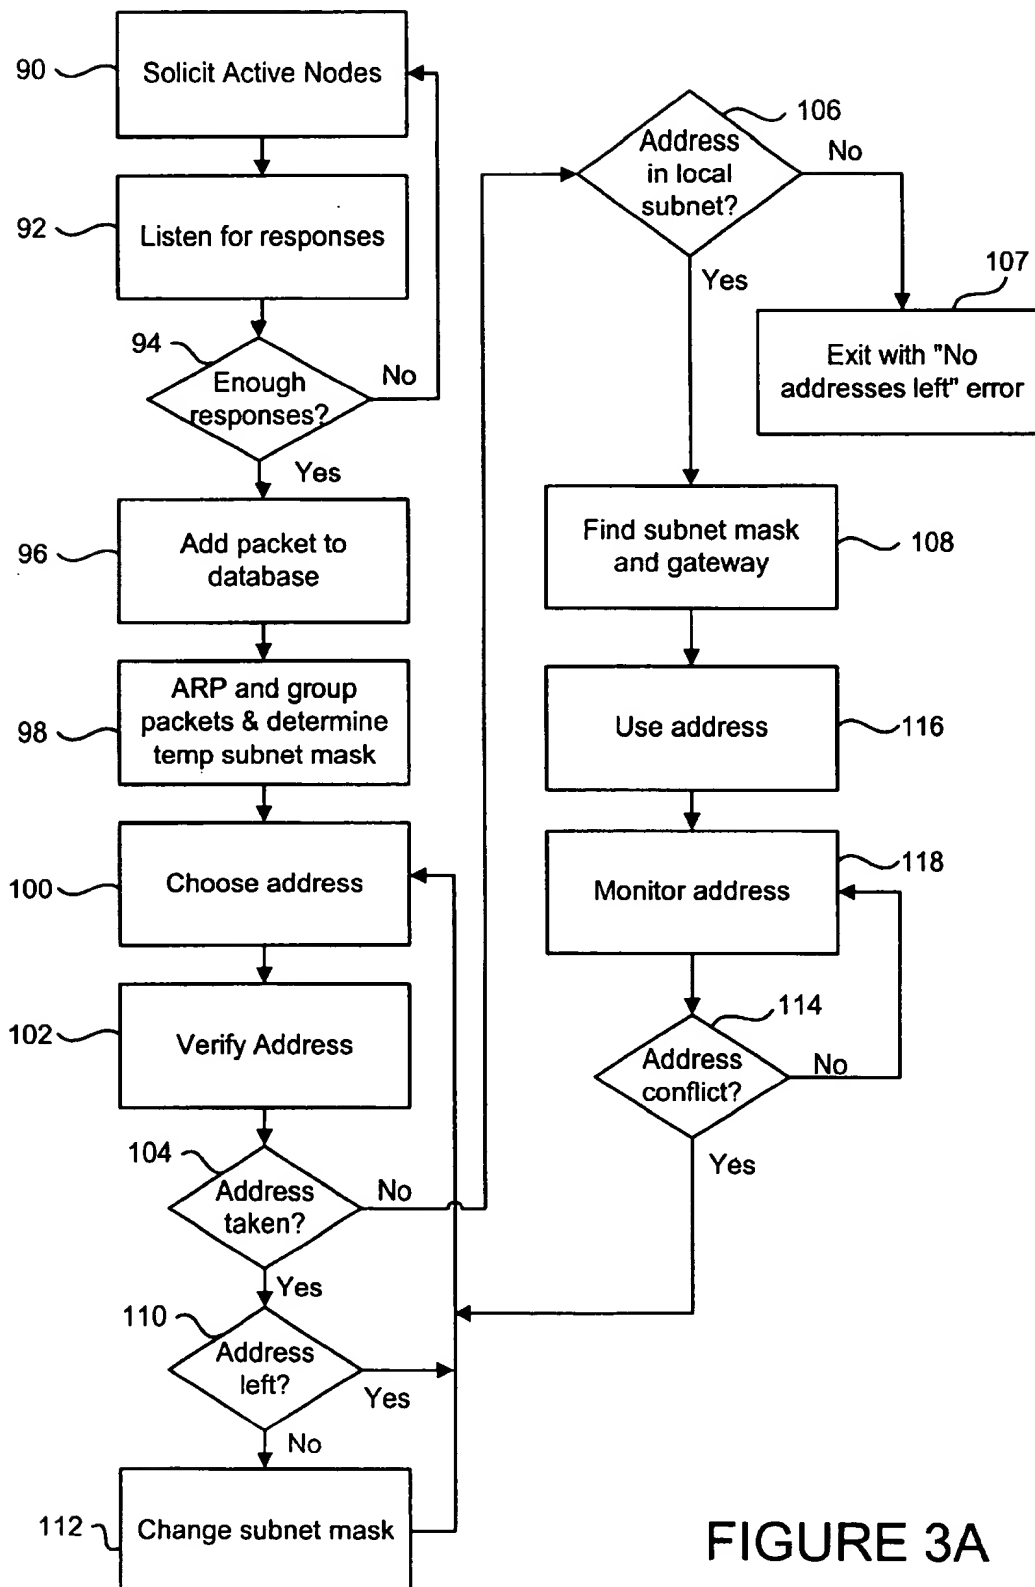 90
Solicit Active Nodes
92
Listen for responses
94
Enough
responses?
No
Yes
96
Add packet to
database
98
ARP and group
packets & determine
temp subnet mask
100
Choose address
102
Verify Address
104
Address
taken?
No
Yes
110
Address
left?
Yes
No
112
Change subnet mask
106
Address
in local
subnet?
No
Yes
107
Exit with "No
addresses left" error
Find subnet mask
and gateway
108
Use address
116
118
Monitor address
114
Address
conflict?
No
Yes
FIGURE 3A